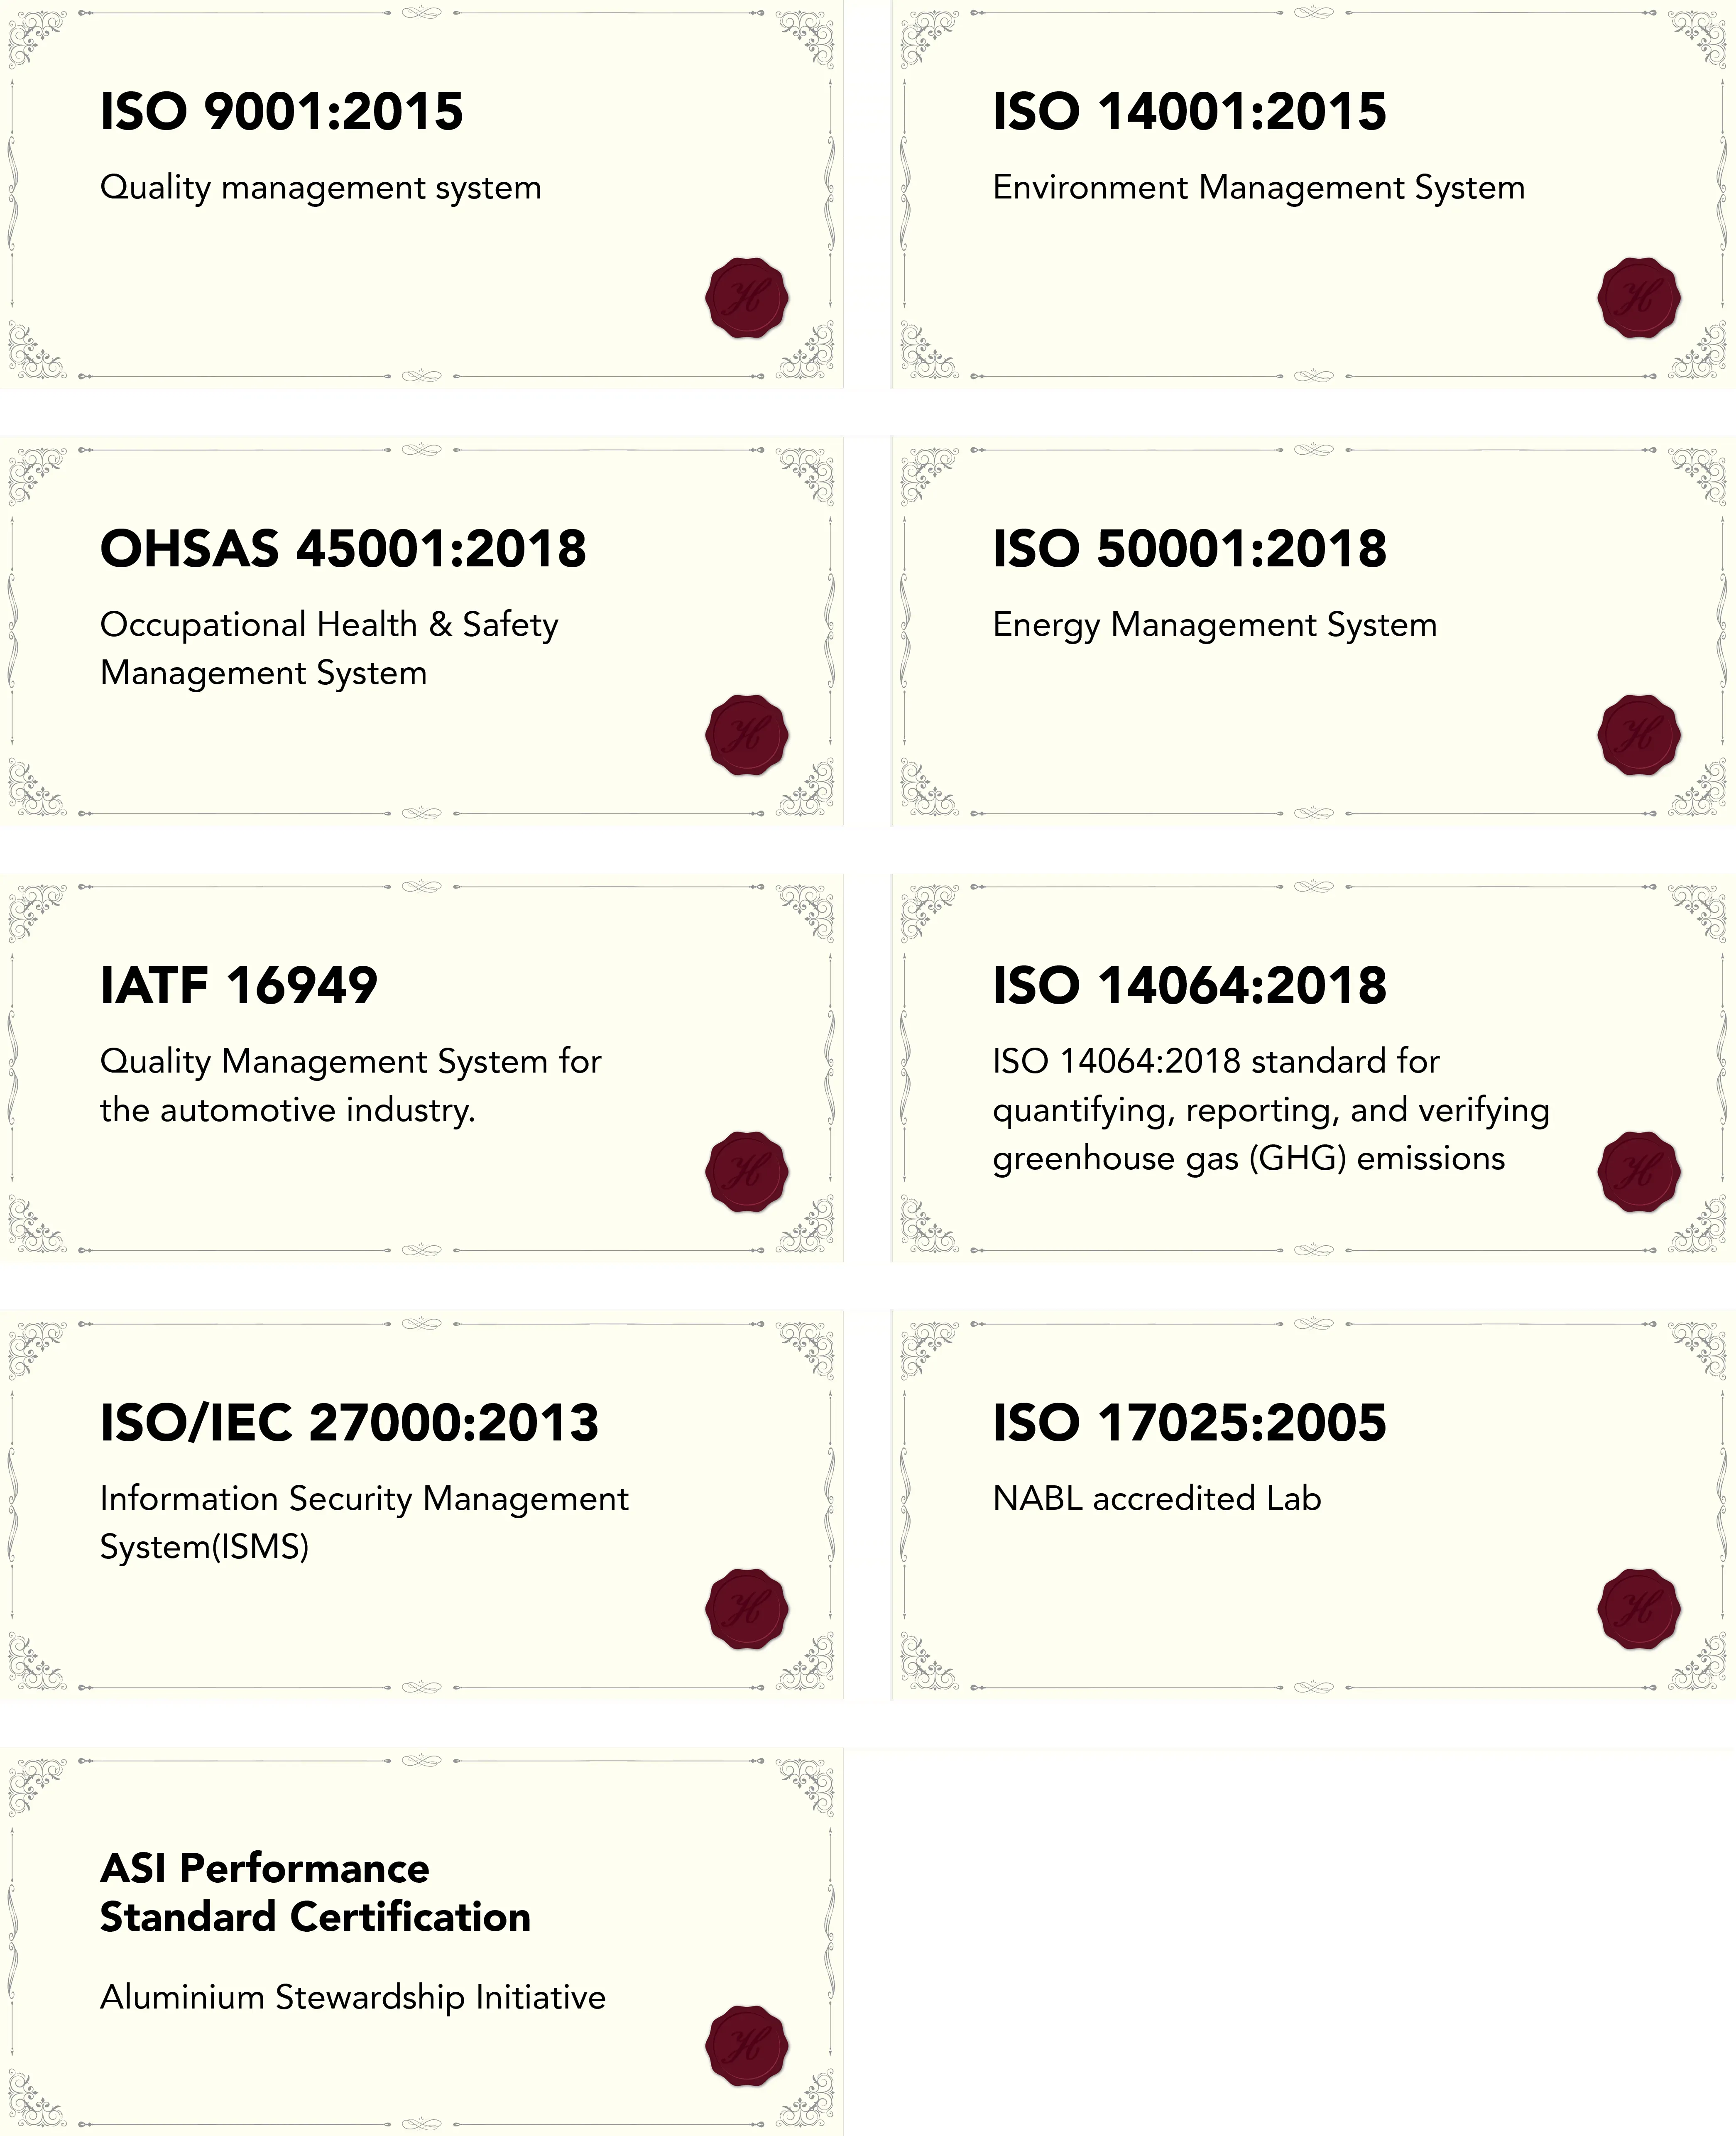 ISO 9001:2015
Quality management system
ISO 14001:2015
Environment Management System
OHSAS 45001:2018
Occupational Health & Safety
Management System
ISO 50001:2018
Energy Management System
IATF 16949
Quality Management System for
the automotive industry.
ISO 14064:2018
ISO 14064:2018 standard for
quantifying, reporting, and verifying
greenhouse gas (GHG) emissions
ISO/IEC 27000:2013
Information Security Management
System(ISMS)
ISO 17025:2005
NABL accredited Lab
ASI Performance
Standard Certification
Aluminium Stewardship Initiative